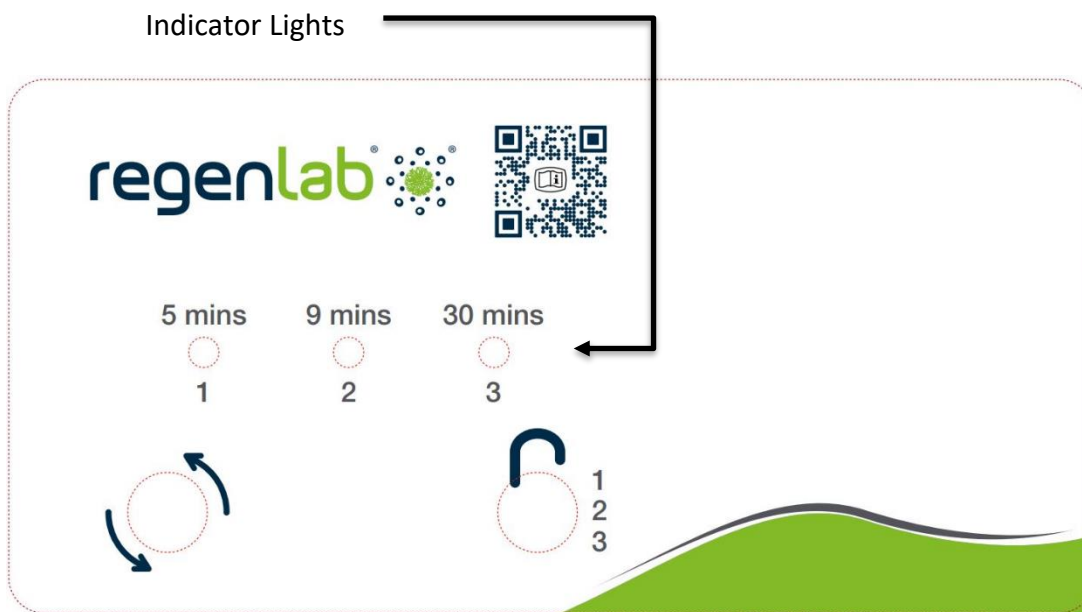 Indicator Lights
regenlab® ®
5 mins 9 mins 30 mins
1 2 3
1
2
3